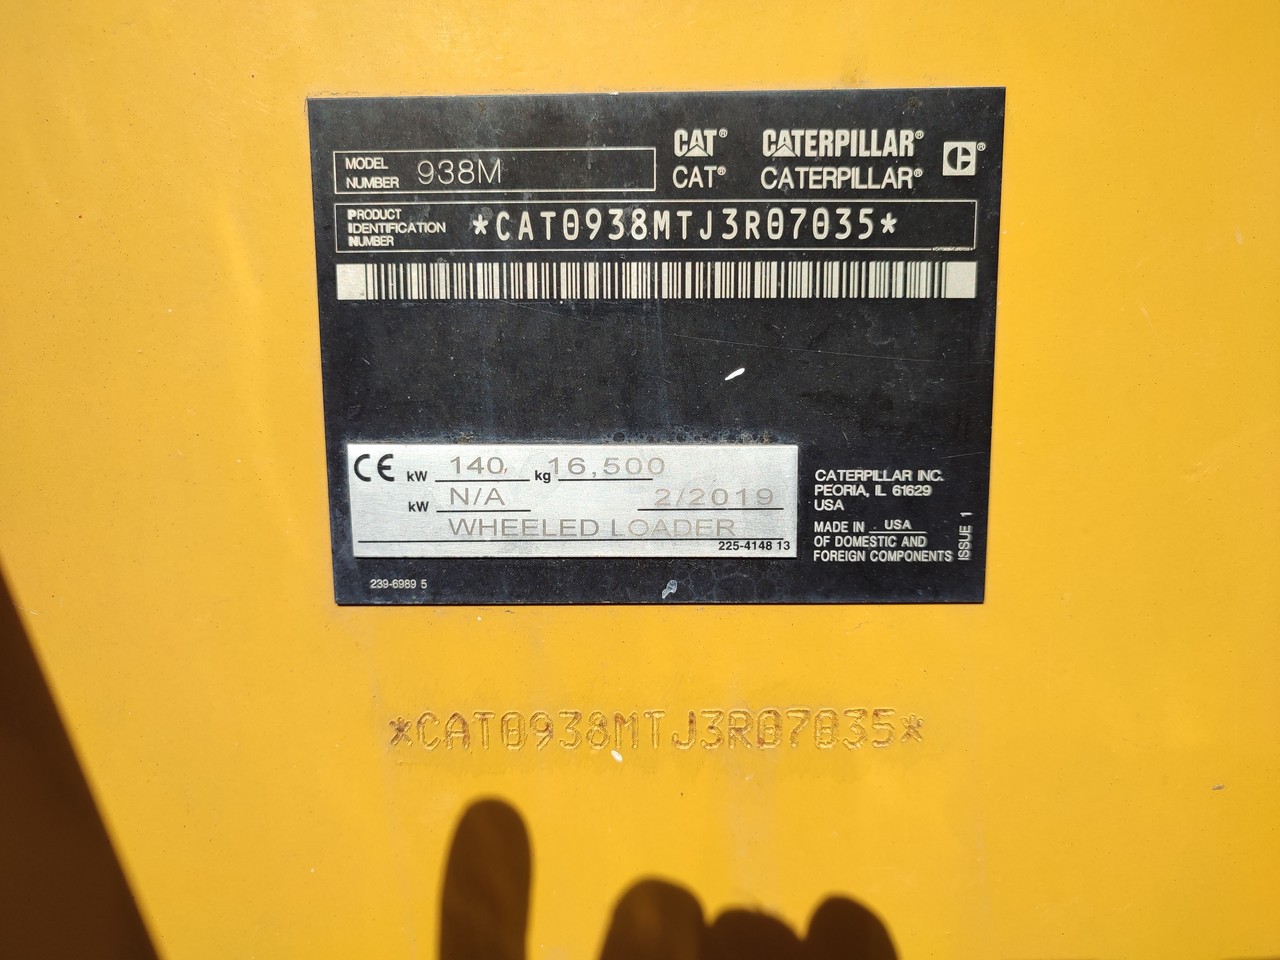 MODEL
NUMBER 938M
CAT® CATERPILLAR®
CAT® CATERPILLAR®
C®
PRODUCT
IDENTIFICATION
NUMBER
*CAT0938MTJ3R07035*
CE kW 140 kg 16,500
kW N/A 2/2019
WHEELED LOADER
225-4148 13
CATERPILLAR INC.
PEORIA, IL 61629
USA
MADE IN USA
OF DOMESTIC AND
FOREIGN COMPONENTS
ISSUE 1
239-6989 5
*CAT0938MTJ3R07035*